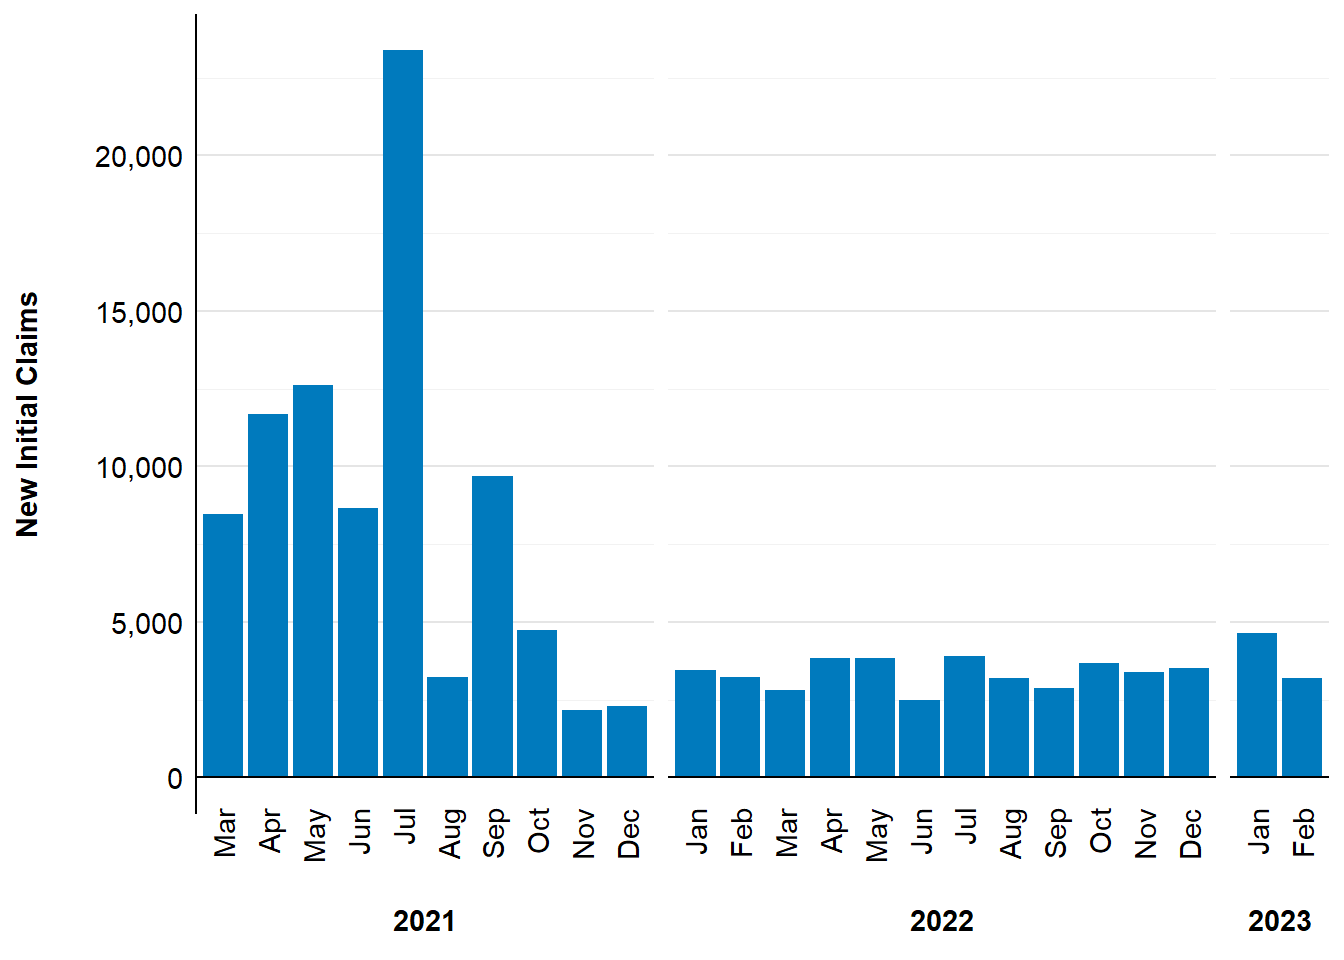 New Initial Claims
20,000
15,000
10,000
5,000
0
Mar Apr May Jun Jul Aug Sep Oct Nov Dec Jan Feb Mar Apr May Jun Jul Aug Sep Oct Nov Dec Jan Feb
2021 2022 2023